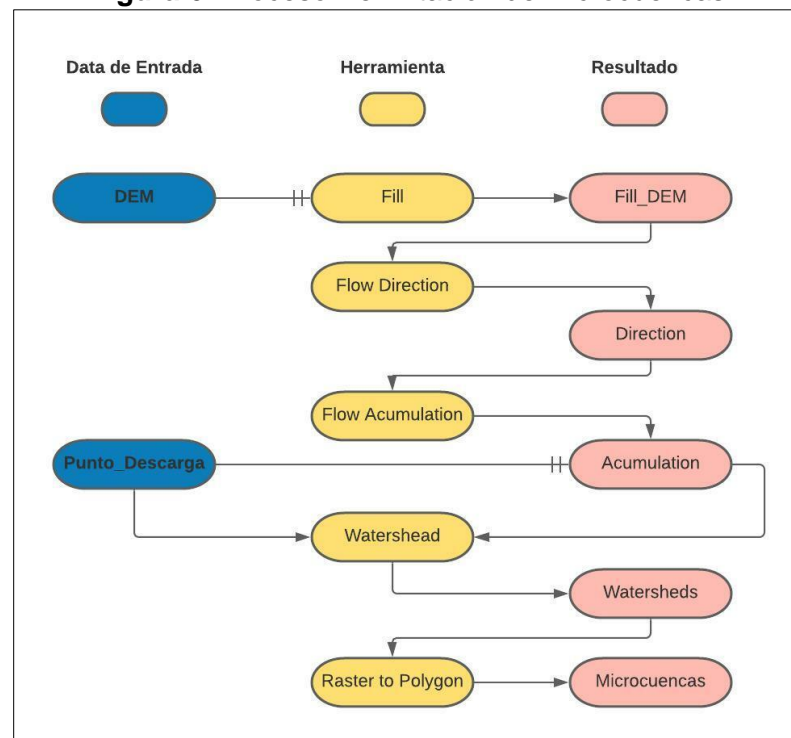 Data de Entrada Herramienta Resultado
DEM Fill Fill_DEM
Flow Direction
Direction
Flow Acumulation
Punto_Descarga Acumulation
Watershead
Watersheds
Raster to Polygon Microcuencas